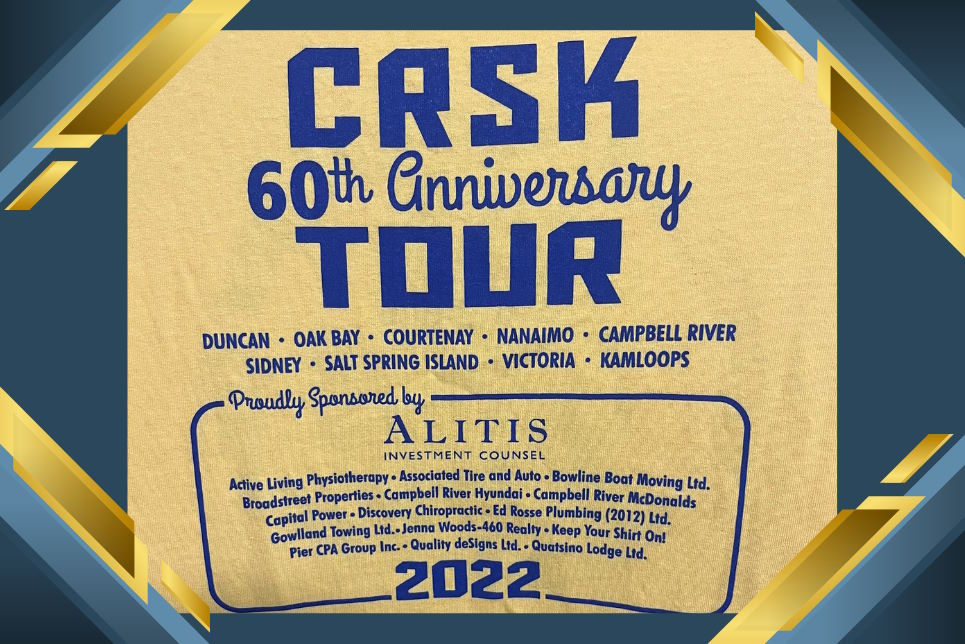 CRSK
60th Anniversary
TOUR
DUNCAN • OAK BAY • COURTENAY • NANAIMO • CAMPBELL RIVER
SIDNEY • SALT SPRING ISLAND • VICTORIA • KAMLOOPS
Proudly Sponsored by
ALITIS
INVESTMENT COUNSEL
Active Living Physiotherapy • Associated Tire and Auto • Bowline Boat Moving Ltd.
Broadstreet Properties • Campbell River Hyundai • Campbell River McDonalds
Capital Power • Discovery Chiropractic • Ed Rosse Plumbing (2012) Ltd.
Gowlland Towing Ltd. • Jenna Woods-460 Realty • Keep Your Shirt On!
Pier CPA Group Inc. • Quality deSigns Ltd. • Quatsino Lodge Ltd.
2022